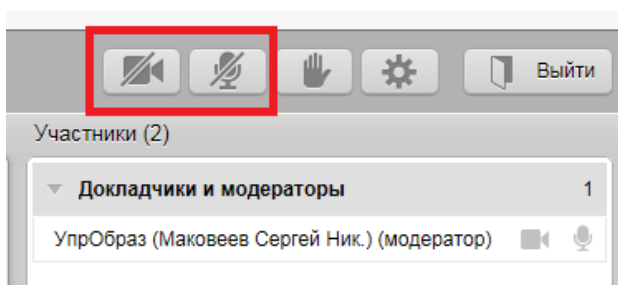 Выйти
Участники (2)
Докладчики и модераторы 1
УпрОбраз (Маковеев Сергей Ник.) (модератор)